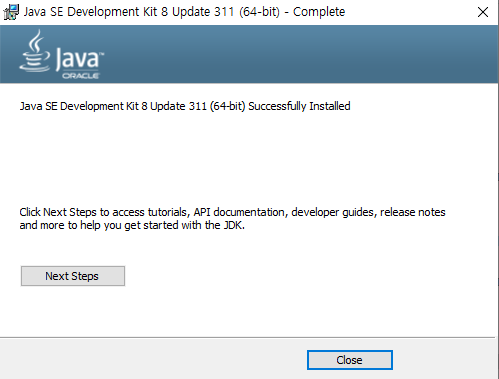 Java SE Development Kit 8 Update 311 (64-bit) - Complete
Java™
ORACLE
Java SE Development Kit 8 Update 311 (64-bit) Successfully Installed
Click Next Steps to access tutorials, API documentation, developer guides, release notes
and more to help you get started with the JDK.
Next Steps
Close